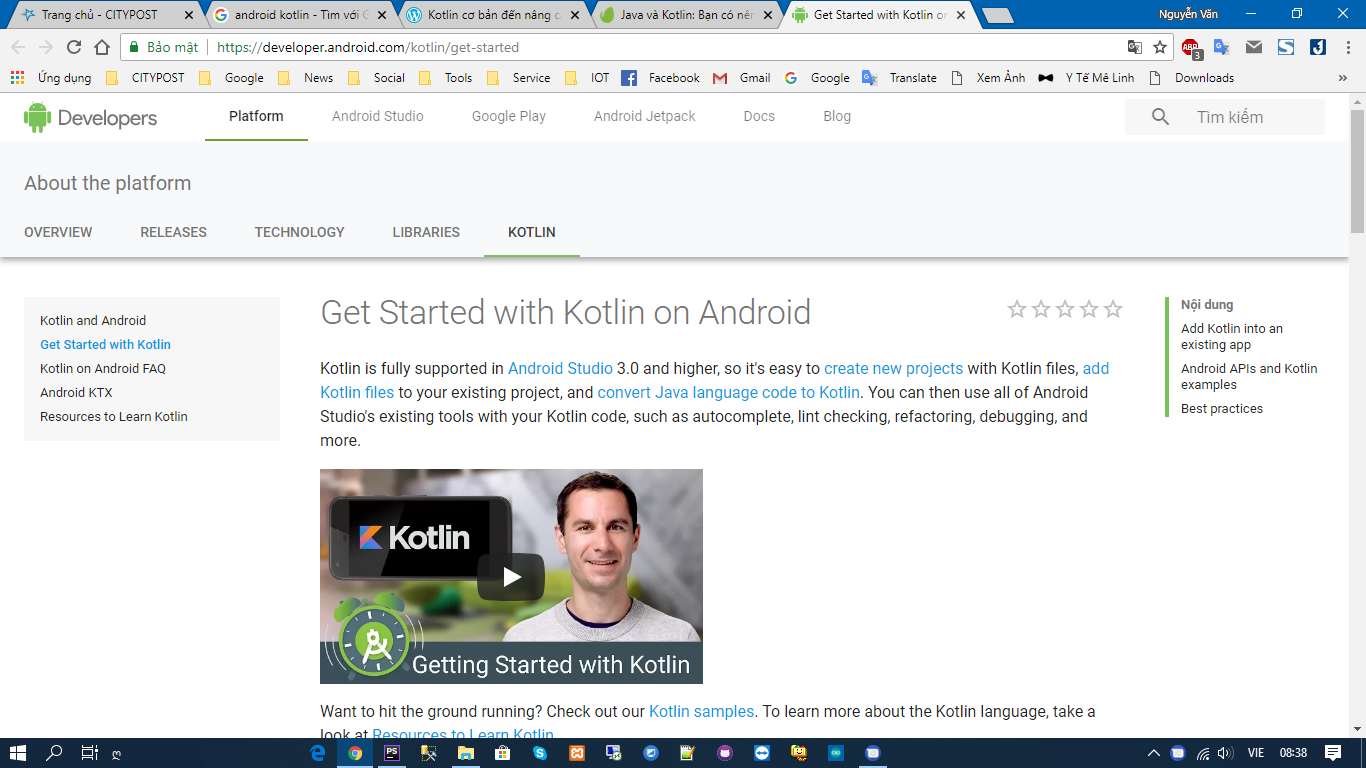 Trang chủ - CITYPOST
android kotlin - Tìm với G
Kotlin cơ bản đến nâng c
Java và Kotlin: Bạn có nên
Get Started with Kotlin on
Nguyễn Văn
Bảo mật
https://developer.android.com/kotlin/get-started
ABP
3
Ứng dụng
CITYPOST
Google
News
Social
Tools
Service
IOT
Facebook
Gmail
Google
Translate
Xem Ảnh
Y Tế Mê Linh
Downloads
Developers
Platform
Android Studio
Google Play
Android Jetpack
Docs
Blog
Tìm kiếm
About the platform
OVERVIEW
RELEASES
TECHNOLOGY
LIBRARIES
KOTLIN
Kotlin and Android
Get Started with Kotlin
Kotlin on Android FAQ
Android KTX
Resources to Learn Kotlin
Get Started with Kotlin on Android
Kotlin is fully supported in Android Studio 3.0 and higher, so it's easy to create new projects with Kotlin files, add
Kotlin files to your existing project, and convert Java language code to Kotlin. You can then use all of Android
Studio's existing tools with your Kotlin code, such as autocomplete, lint checking, refactoring, debugging, and
more.
Kotlin
Getting Started with Kotlin
Want to hit the ground running? Check out our Kotlin samples. To learn more about the Kotlin language, take a
look at Resources to Learn Kotlin
Nội dung
Add Kotlin into an
existing app
Android APIs and Kotlin
examples
Best practices
PS
VIE
08:38